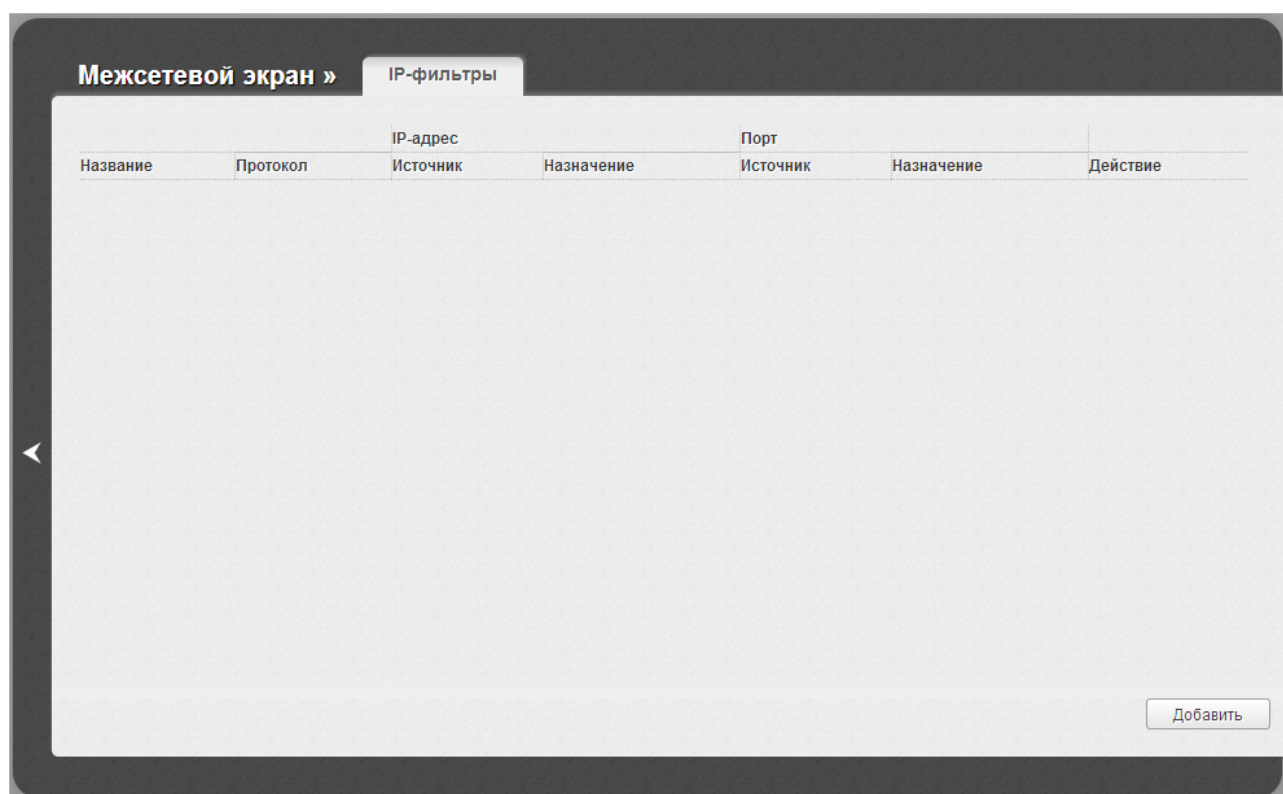 Межсетевой экран » IP-фильтры
IP-адрес Порт
Название Протокол Источник Назначение Источник Назначение Действие
Добавить